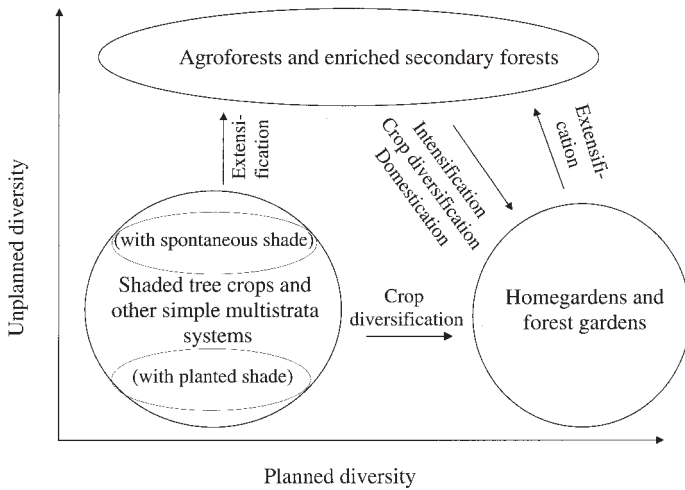 Agroforests and enriched secondary forests
Extensi-
fication
Intensification
Crop diversification
Domestication
Extensifi-
cation
(with spontaneous shade)
Shaded tree crops and
other simple multistrata
systems
(with planted shade)
Crop
diversification
Homegardens and
forest gardens
Unplanned diversity
Planned diversity